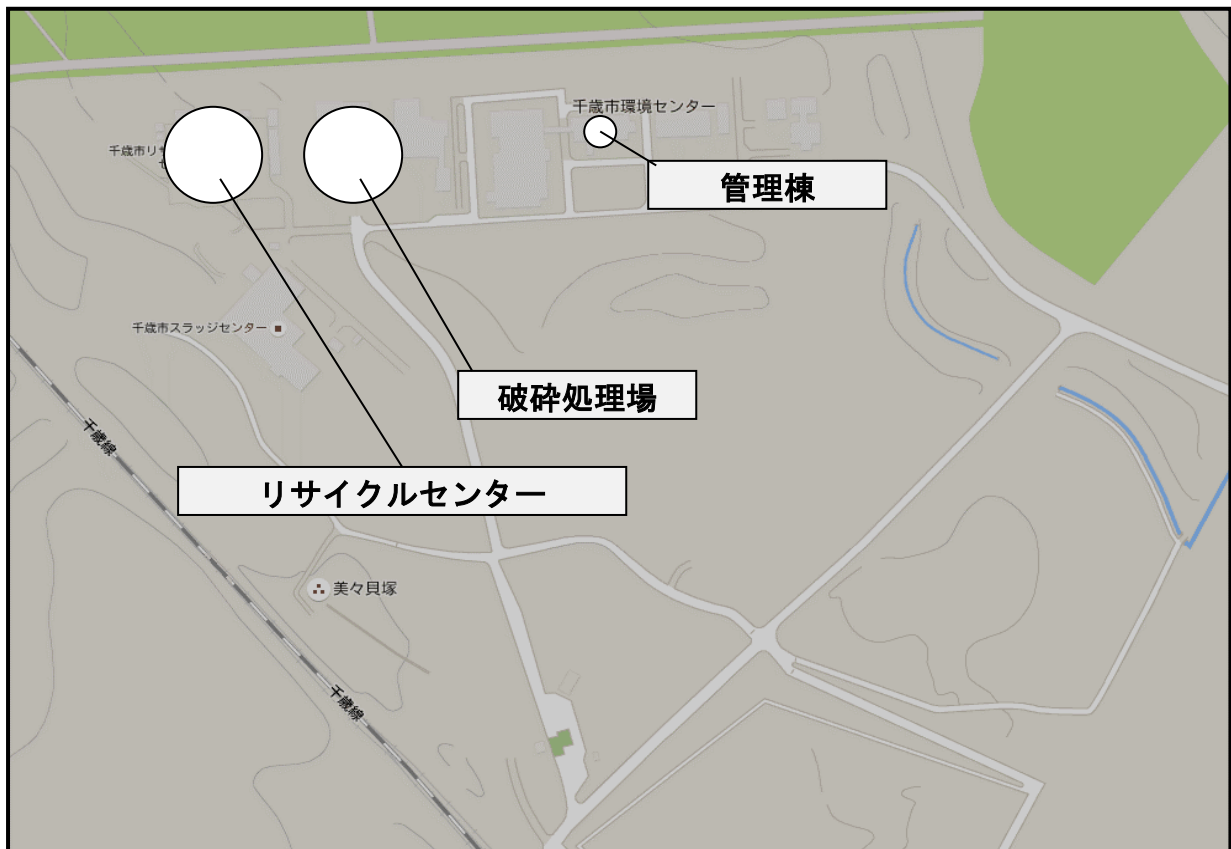 千歳市環境センター
千歳市リ
セ
管理棟
千歳市スラッジセンター
破砕処理場
千歳線
リサイクルセンター
美々貝塚
千歳線